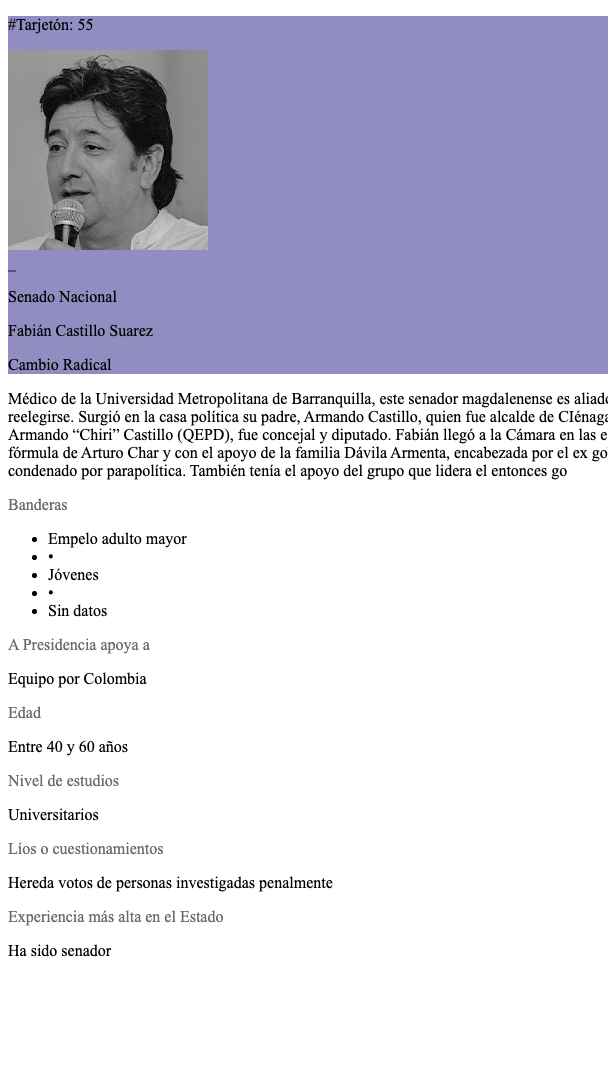 #Tarjetón: 55
_
Senado Nacional
Fabián Castillo Suarez
Cambio Radical
Médico de la Universidad Metropolitana de Barranquilla, este senador magdalenense es aliado
reelegirse. Surgió en la casa política su padre, Armando Castillo, quien fue alcalde de CIénaga
Armando “Chiri” Castillo (QEPD), fue concejal y diputado. Fabián llegó a la Cámara en las e
fórmula de Arturo Char y con el apoyo de la familia Dávila Armenta, encabezada por el ex go
condenado por parapolítica. También tenía el apoyo del grupo que lidera el entonces go
Banderas
• Empelo adulto mayor
• •
• Jóvenes
• •
• Sin datos
A Presidencia apoya a
Equipo por Colombia
Edad
Entre 40 y 60 años
Nivel de estudios
Universitarios
Líos o cuestionamientos
Hereda votos de personas investigadas penalmente
Experiencia más alta en el Estado
Ha sido senador